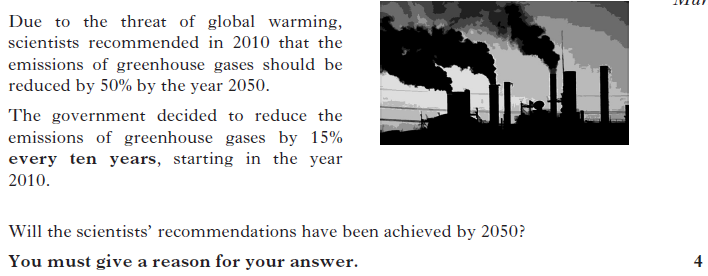 Due to the threat of global warming,
scientists recommended in 2010 that the
emissions of greenhouse gases should be
reduced by 50% by the year 2050.
The government decided to reduce the
emissions of greenhouse gases by 15%
every ten years, starting in the year
2010.
Will the scientists’ recommendations have been achieved by 2050?
You must give a reason for your answer.
4